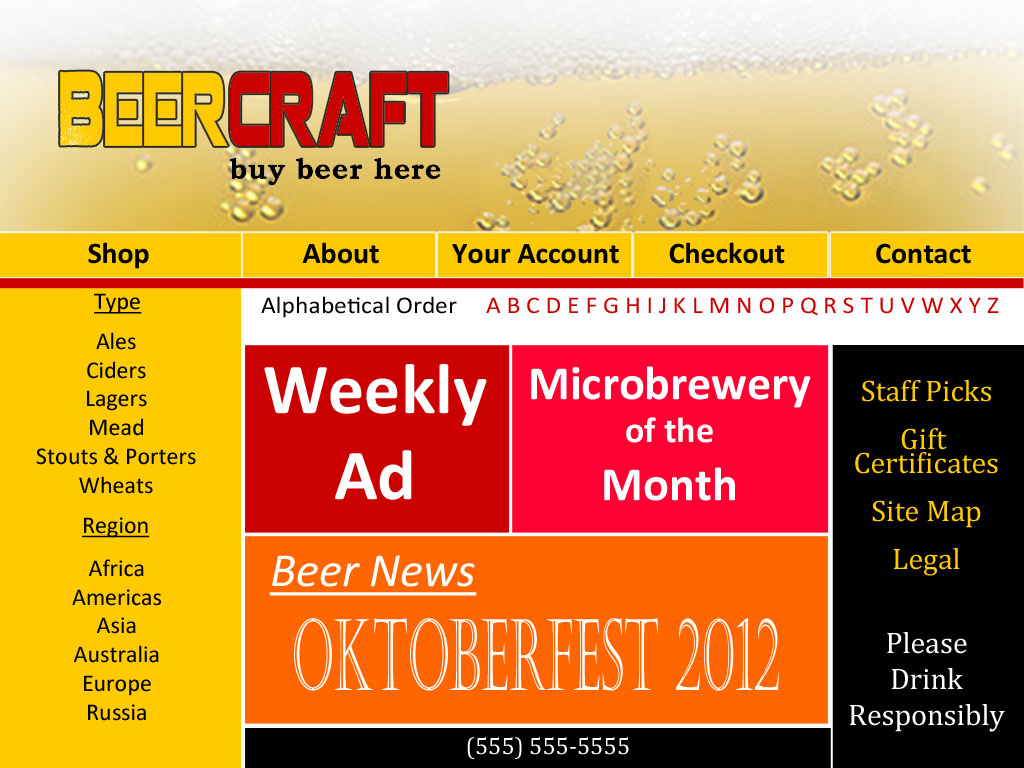 BEERCRAFT
buy beer here
Shop
About
Your Account
Checkout
Contact
Type
Ales
Ciders
Lagers
Mead
Stouts & Porters
Wheats
Region
Africa
Americas
Asia
Australia
Europe
Russia
Alphabetical Order A B C D E F G H I J K L M N O P Q R S T U V W X Y Z
Weekly
Ad
Microbrewery
of the
Month
Beer News
OKTOBERFEST 2012
(555) 555-5555
Staff Picks
Gift
Certificates
Site Map
Legal
Please
Drink
Responsibly